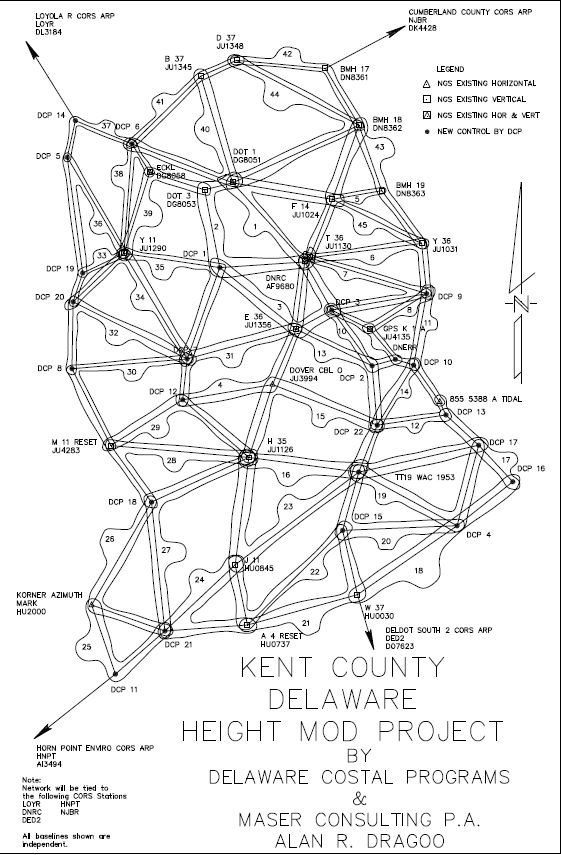 LOYOLA R CORS ARP
LOYR
DL3184
CUMBERLAND COUNTY CORS ARP
NJBR
DK4428
D 37
JU1348
42
B 37
JU1345
BMH 17
DN8361
LEGEND
NGS EXISTING HORIZONTAL
NGS EXISTING VERTICAL
NGS EXISTING HOR & VERT
NEW CONTROL BY DCP
41
44
40
DCP 14
37
DCP 6
BMH 18
DN8362
43
DCP 5
38
ECKL
DG8068
DOT 1
DG8051
DOT 3
DG8053
39
BMH 19
DN8363
5
F 14
JU1024
45
36
2
1
Y 11
JU1290
33
35
T 36
JU1130
6
Y 36
JU1031
DCP 19
DCP 1
DNRC
AF9680
7
34
DCP 20
DCP 9
3
DCP 3
8
11
E 36
JU1356
10
GPS K 1 A
JU4135
32
31
13
DNERR
DCP 10
DCP 8
30
DCP 2
DOVER CBL 0
JU3994
DCP 12
4
14
855 5388 A TIDAL
15
12
DCP 13
29
DCP 22
M 11 RESET
JU4283
28
H 35
JU1126
DCP 17
16
TT19 WAC 1953
17
DCP 16
DCP 18
19
23
DCP 15
DCP 4
26
27
20
J 11
HU0845
22
24
18
KORNER AZIMUTH
MARK
HU2000
W 37
HU0030
21
25
DCP 21
A 4 RESET
HU0737
DELDOT SOUTH 2 CORS ARP
DED2
DO7623
DCP 11
N
KENT COUNTY
DELAWARE
HEIGHT MOD PROJECT
BY
DELAWARE COSTAL PROGRAMS
&
MASER CONSULTING P.A.
ALAN R. DRAGOO
HORN POINT ENVIRO CORS ARP
HNPT
AI3494
Note:
Network will be tied to
the following CORS Stations
LOYR HNPT
DNRC NJBR
DED2
All baselines shown are
independent.